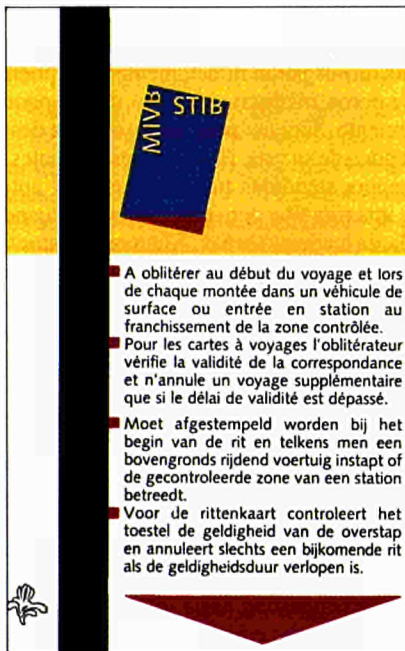 MIVB STIB
A oblitérer au début du voyage et lors
de chaque montée dans un véhicule de
surface ou entrée en station au
franchissement de la zone contrôlée.
Pour les cartes à voyages l'oblitérateur
vérifie la validité de la correspondance
et n'annule un voyage supplémentaire
que si le délai de validité est dépassé.
Moet afgestempeld worden bij het
begin van de rit en telkens men een
bovengronds rijdend voertuig instapt of
de gecontroleerde zone van een station
betreedt.
Voor de rittenkaart controleert het
toestel de geldigheid van de overstap
en annuleert slechts een bijkomende rit
als de geldigheidsduur verlopen is.